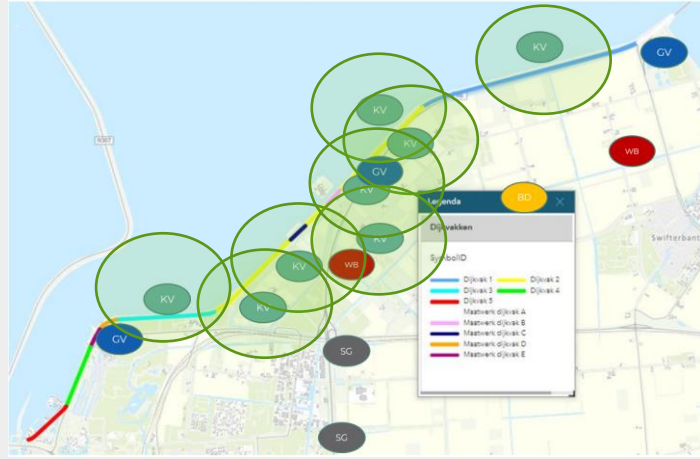 KV
GV
N307
KV
KV
WB
GV
KV
BD
Legenda
Dijkvakken
KV
Swifterbant
WB
KV
SymbolID
Dijkvak 1
Dijkvak 2
Dijkvak 3
Dijkvak 4
Dijkvak 5
Maatwerk dijkvak A
Maatwerk dijkvak B
Maatwerk dijkvak C
Maatwerk dijkvak D
Maatwerk dijkvak E
KV
KV
GV
SG
SG